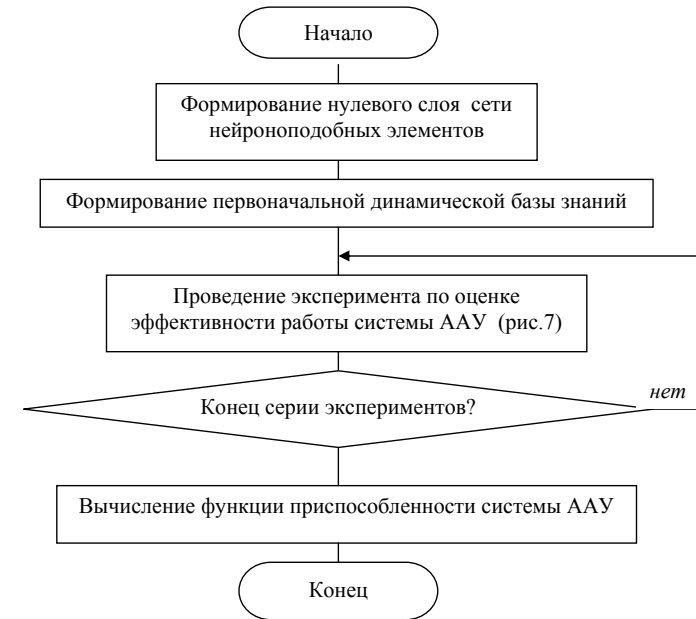 Начало
Формирование нулевого слоя сети
нейроноподобных элементов
Формирование первоначальной динамической базы знаний
Проведение эксперимента по оценке
эффективности работы системы ААУ (рис.7)
Конец серии экспериментов?
нет
Вычисление функции приспособленности системы ААУ
Конец